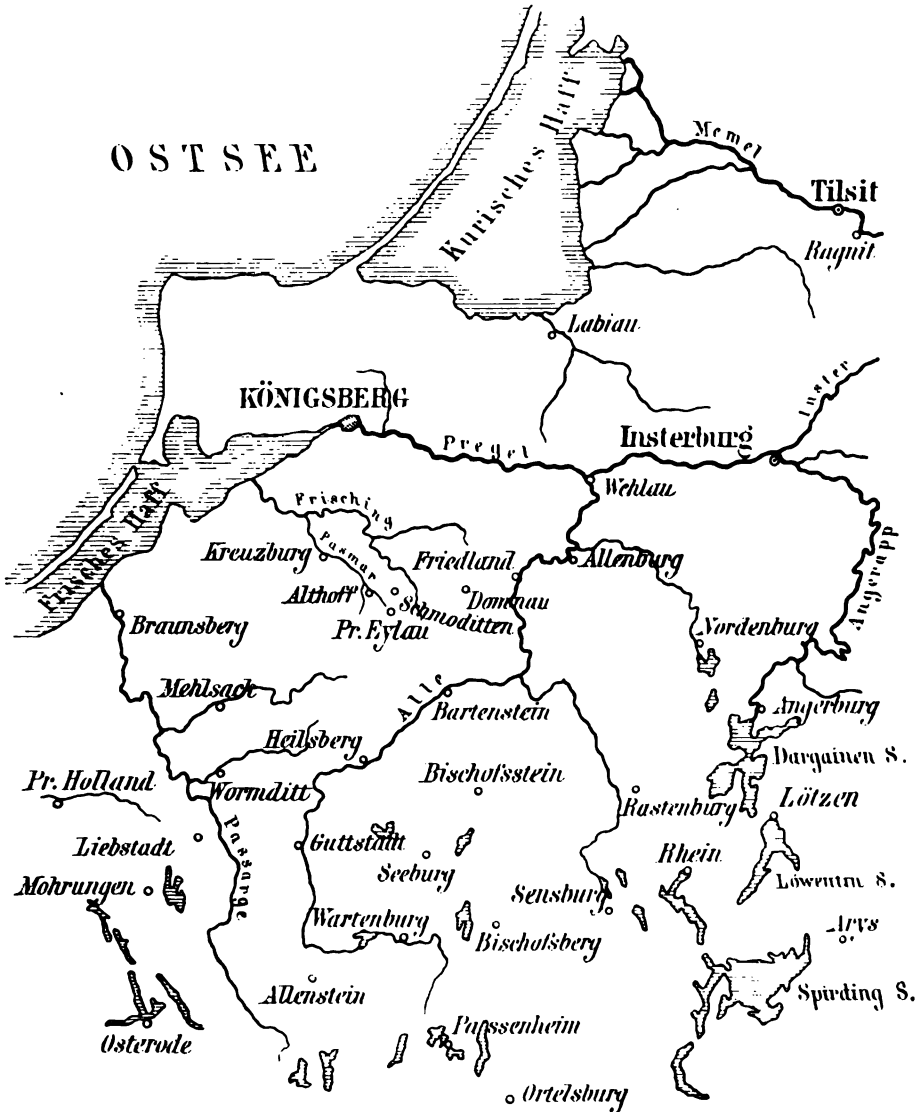 OSTSEE
Kurisches Haff
Memel
Tilsit
Ragnit
Labiau
KÖNIGSBERG
Inster
Insterburg
Pregel
Wehlau
Frisches Haff
Frisching
Pasmar
Kreuzburg
Friedland
Allenburg
Angerapp
Althoff
Schmoditten
Domnau
Pr. Eylau
Braunsberg
Nordenburg
Mehlsack
Alle
Bartenstein
Angerburg
Heilsberg
Dargainen S.
Pr. Holland
Wormditt
Bischofsstein
Rastenburg
Lötzen
Passarge
Liebstadt
Guttstadt
Seeburg
Rhein
Mohrungen
Sensburg
Löwentin S.
Wartenburg
Bischofsberg
Arys
Allenstein
Spirding S.
Osterode
Passenheim
Ortelsburg